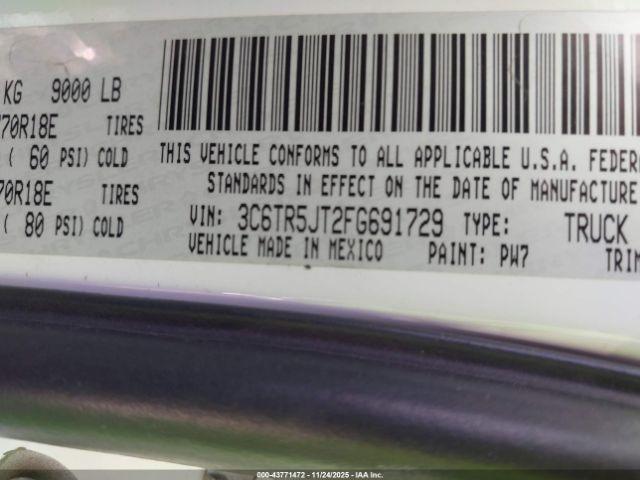 KG 9000 LB
70R18E TIRES
( 60 PSI) COLD
70R18E TIRES
( 80 PSI) COLD
THIS VEHICLE CONFORMS TO ALL APPLICABLE U.S.A. FEDERA
STANDARDS IN EFFECT ON THE DATE OF MANUFACTURE
VIN: 3C6TR5JT2FG691729 TYPE: TRUCK
VEHICLE MADE IN MEXICO PAINT: PW7 TRIM
000-43771472 — 11/24/2025 — IAA Inc.